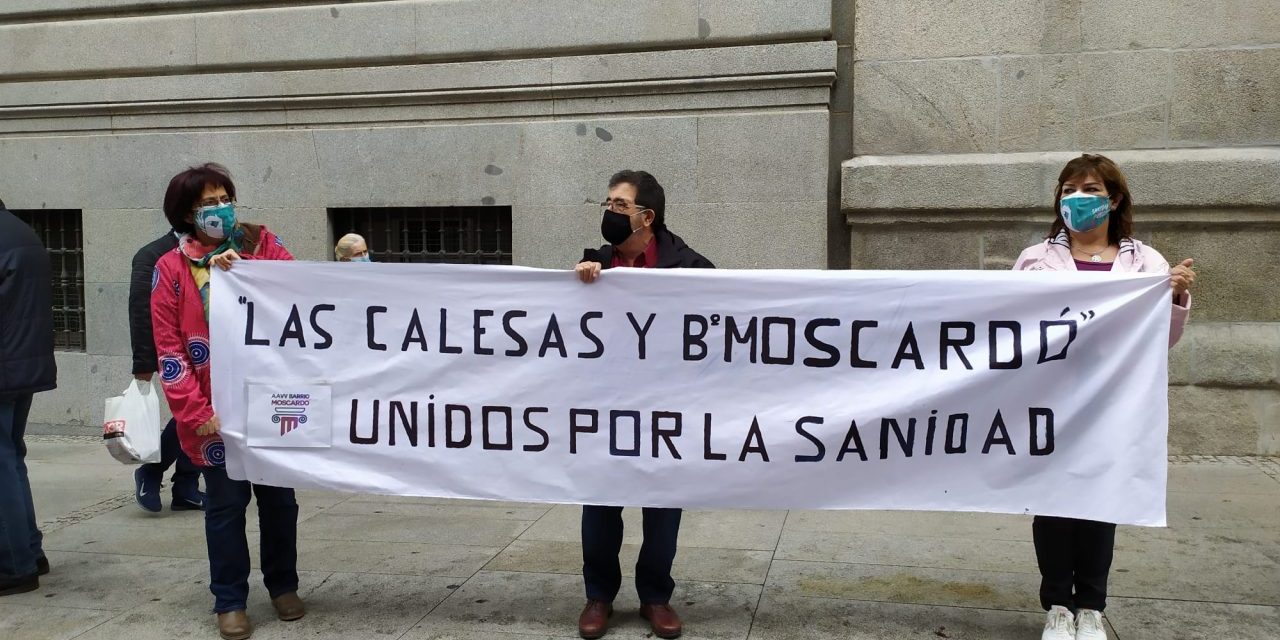 "LAS CALESAS Y Bº MOSCARDÓ"
AAVV BARRIO
MOSCARDO
UNIDOS POR LA SANIDAD